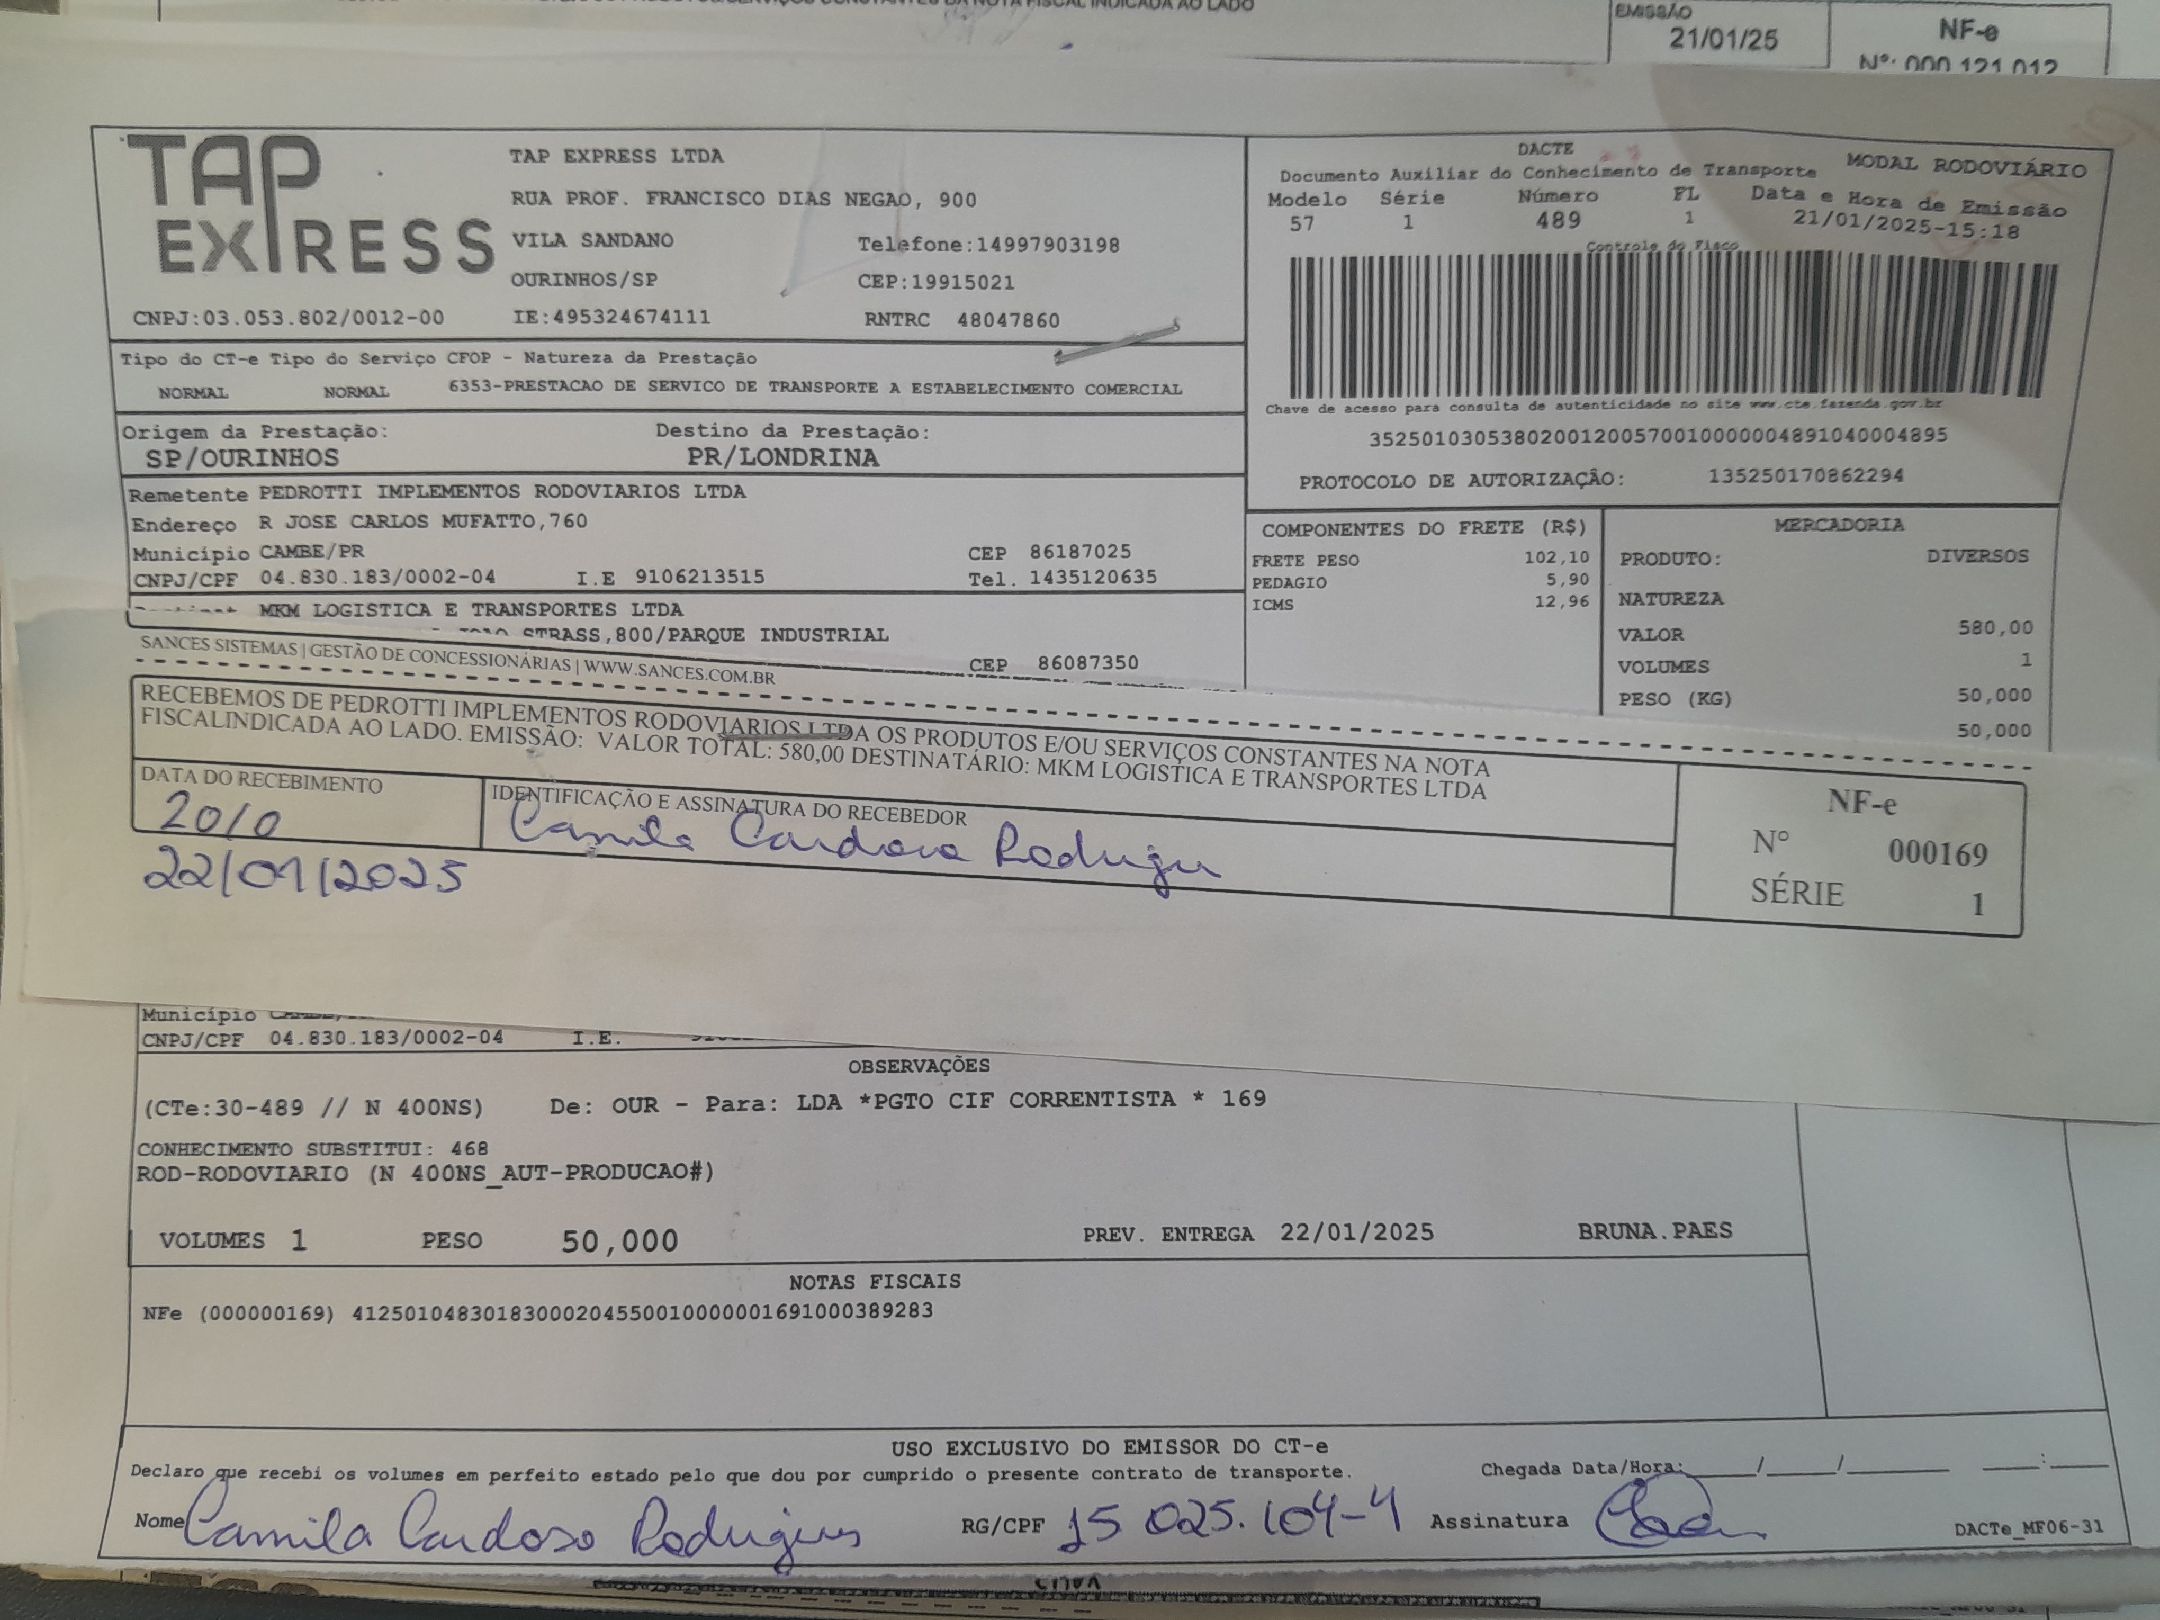 EMISSÃO
21/01/25
NF-e
Nº: 000.121.012
TAP EXPRESS
TAP EXPRESS LTDA
RUA PROF. FRANCISCO DIAS NEGAO, 900
VILA SANDANO Telefone:14997903198
OURINHOS/SP CEP:19915021
CNPJ:03.053.802/0012-00 IE:495324674111 RNTRC 48047860
DACTE
Documento Auxiliar do Conhecimento de Transporte MODAL RODOVIÁRIO
Modelo Série Número FL Data e Hora de Emissão
57 1 489 1 21/01/2025-15:18
Controle do Fisco
Chave de acesso para consulta de autenticidade no site www.cte.fazenda.gov.br
35250103053802001200570010000004891040004895
PROTOCOLO DE AUTORIZAÇÃO: 135250170862294
Tipo do CT-e Tipo do Serviço CFOP - Natureza da Prestação
NORMAL NORMAL 6353-PRESTACAO DE SERVICO DE TRANSPORTE A ESTABELECIMENTO COMERCIAL
Origem da Prestação: Destino da Prestação:
SP/OURINHOS PR/LONDRINA
Remetente PEDROTTI IMPLEMENTOS RODOVIARIOS LTDA
Endereço R JOSE CARLOS MUFATTO,760
Município CAMBE/PR CEP 86187025
CNPJ/CPF 04.830.183/0002-04 I.E 9106213515 Tel. 1435120635
MKM LOGISTICA E TRANSPORTES LTDA
STRASS,800/PARQUE INDUSTRIAL
CEP 86087350
COMPONENTES DO FRETE (R$)
FRETE PESO 102,10
PEDAGIO 5,90
ICMS 12,96
MERCADORIA
PRODUTO: DIVERSOS
NATUREZA
VALOR 580,00
VOLUMES 1
PESO (KG) 50,000
50,000
SANCES SISTEMAS | GESTÃO DE CONCESSIONÁRIAS | WWW.SANCES.COM.BR
RECEBEMOS DE PEDROTTI IMPLEMENTOS RODOVIARIOS LTDA OS PRODUTOS E/OU SERVIÇOS CONSTANTES NA NOTA
FISCALINDICADA AO LADO. EMISSÃO: VALOR TOTAL: 580,00 DESTINATÁRIO: MKM LOGISTICA E TRANSPORTES LTDA
DATA DO RECEBIMENTO
22/01/2025
IDENTIFICAÇÃO E ASSINATURA DO RECEBEDOR
Camila Cardoso Rodrigu
NF-e
Nº 000169
SÉRIE 1
Município
CNPJ/CPF 04.830.183/0002-04 I.E.
OBSERVAÇÕES
(CTe:30-489 // N 400NS) De: OUR - Para: LDA *PGTO CIF CORRENTISTA * 169
CONHECIMENTO SUBSTITUI: 468
ROD-RODOVIARIO (N 400NS_AUT-PRODUCAO#)
VOLUMES 1 PESO 50,000 PREV. ENTREGA 22/01/2025 BRUNA.PAES
NOTAS FISCAIS
NFe (000000169) 41250104830183000204550010000001691000389283
USO EXCLUSIVO DO EMISSOR DO CT-e
Declaro que recebi os volumes em perfeito estado pelo que dou por cumprido o presente contrato de transporte. Chegada Data/Hora:____/____/____ ___:___
Nome Camila Cardoso Rodrigues RG/CPF 15 025.104-4 Assinatura
DACTe_MF06-31